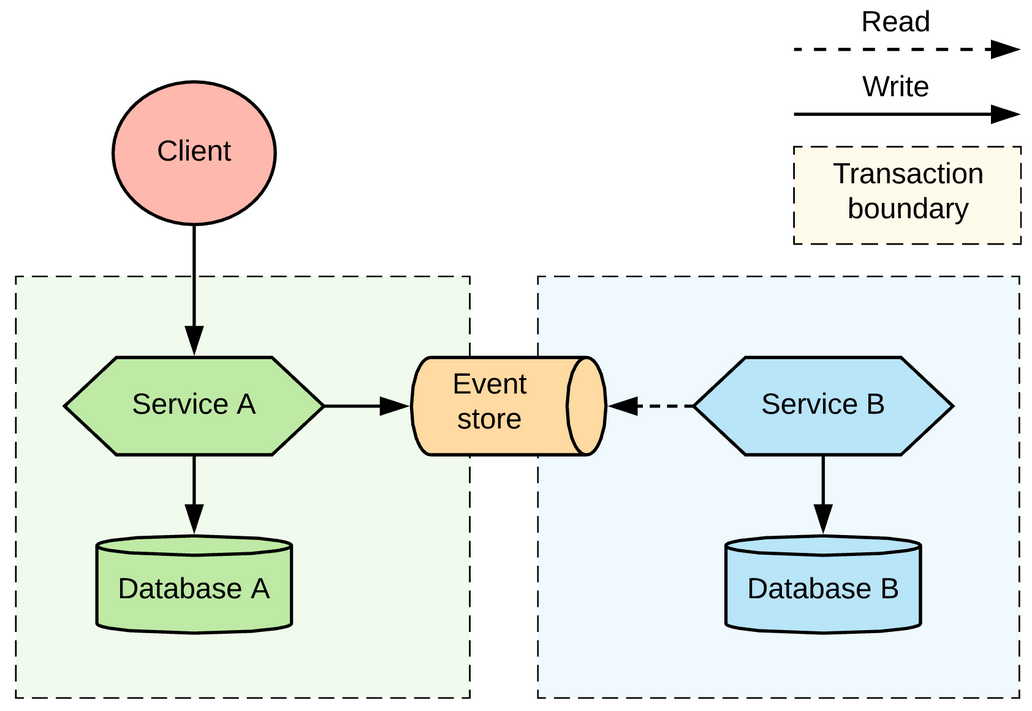 Read
Write
Client
Transaction
boundary
Service A
Event
store
Service B
Database A
Database B